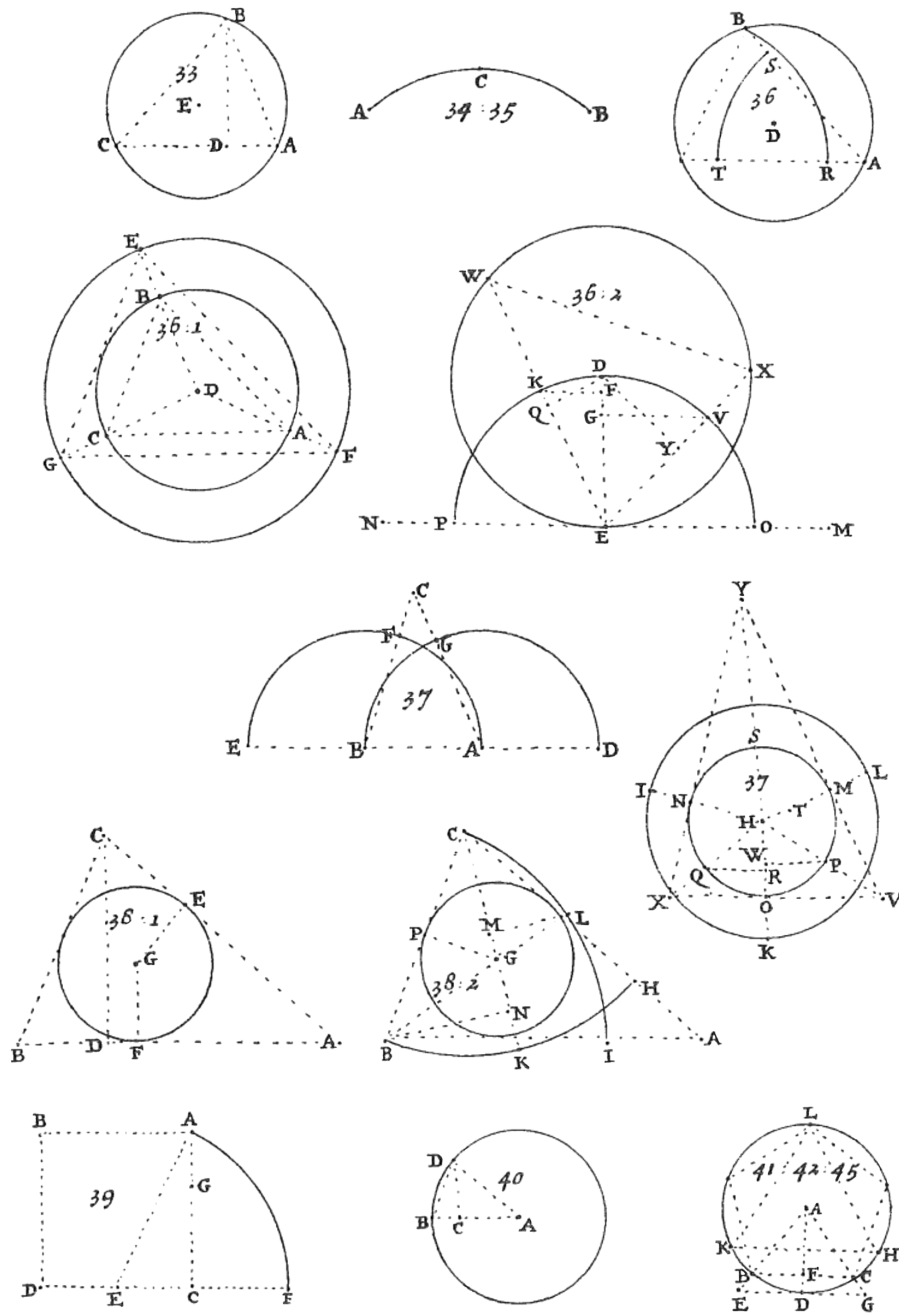 B
33
E
C D A
C
A B
34:35
B
S
36
D
T R A
E
B
36:1
D
C A
G F
W
36:2
X
D
K F
Q G V
Y
N P E O M
C
F G
37
E B A D
Y
S
L
I N 37 M
H T
W
Q R P
X O V
K
C
E
38:1
G
B D F A
C
L
M
P G
H
38:2
N
B K I A
B A
G
39
D E C F
D 40
B C A
L
41:42:45
A
K H
B F C
E D G